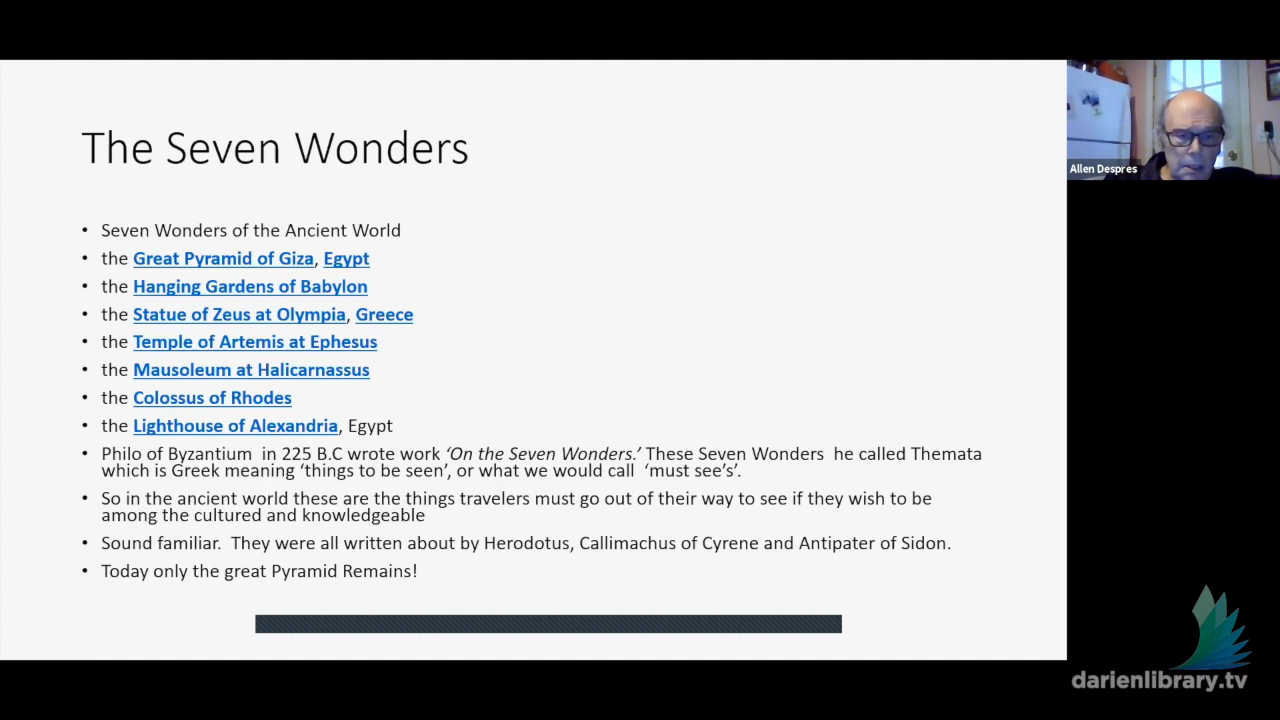 The Seven Wonders
• Seven Wonders of the Ancient World
• the Great Pyramid of Giza, Egypt
• the Hanging Gardens of Babylon
• the Statue of Zeus at Olympia, Greece
• the Temple of Artemis at Ephesus
• the Mausoleum at Halicarnassus
• the Colossus of Rhodes
• the Lighthouse of Alexandria, Egypt
• Philo of Byzantium  in 225 B.C wrote work ‘On the Seven Wonders.’ These Seven Wonders  he called Themata
which is Greek meaning ‘things to be seen’, or what we would call  ‘must see’s’.
• So in the ancient world these are the things travelers must go out of their way to see if they wish to be
among the cultured and knowledgeable
• Sound familiar.  They were all written about by Herodotus, Callimachus of Cyrene and Antipater of Sidon.
• Today only the great Pyramid Remains!
Allen Despres
darienlibrary.tv